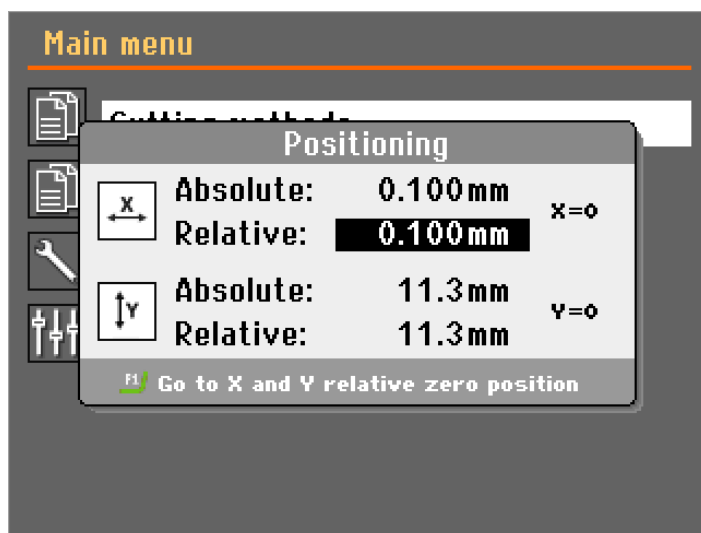 Main menu
Positioning
X
Absolute: 0.100mm
Relative: 0.100mm
X=0
Y
Absolute: 11.3mm
Relative: 11.3mm
Y=0
F1 Go to X and Y relative zero position